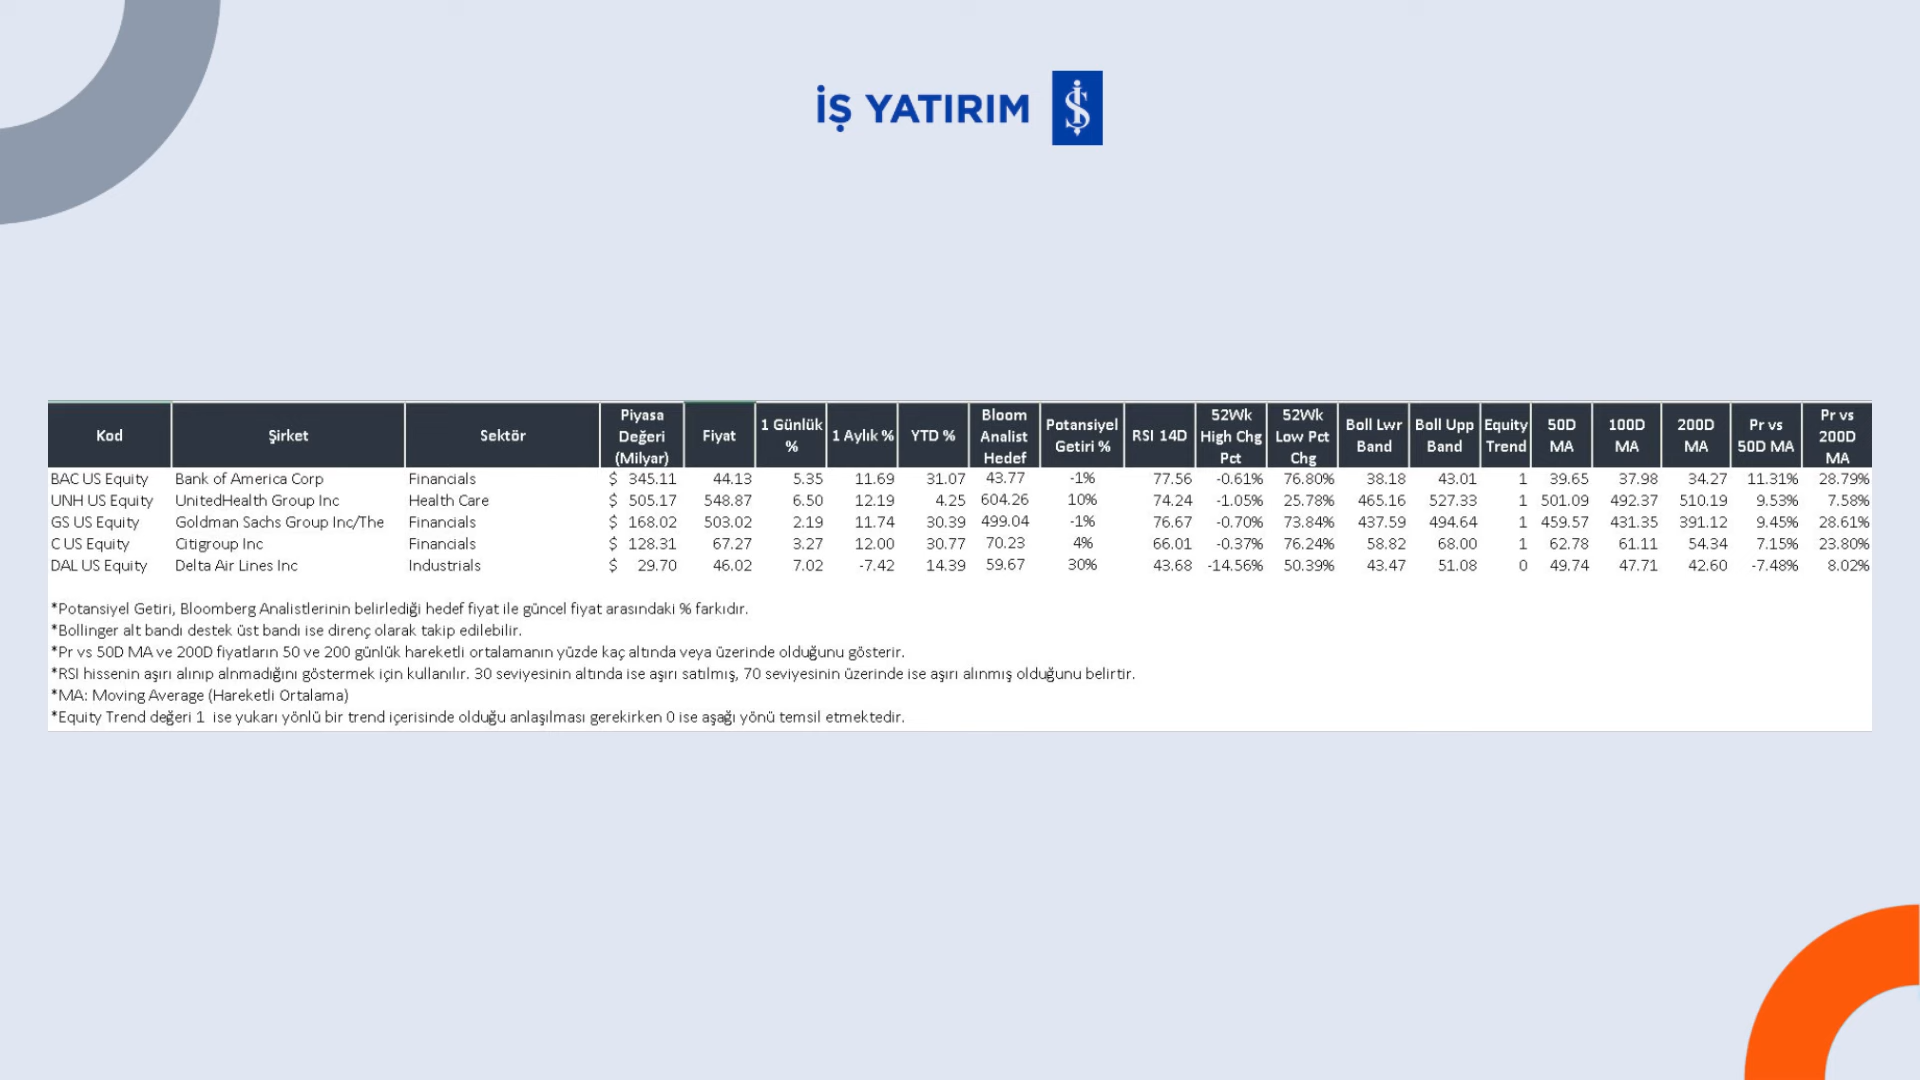 İŞ YATIRIM
Kod Şirket Sektör Piyasa Değeri (Milyar) Fiyat 1 Günlük % 1 Aylık % YTD % Bloom Analist Hedef Potansiyel Getiri % RSI 14D 52Wk High Chg Pct 52Wk Low Pct Chg Boll Lwr Band Boll Upp Band Equity Trend 50D MA 100D MA 200D MA Pr vs 50D MA Pr vs 200D MA
BAC US Equity Bank of America Corp Financials $ 345.11 44.13 5.35 11.69 31.07 43.77 -1% 77.56 -0.61% 76.80% 38.18 43.01 1 39.65 37.98 34.27 11.31% 28.79%
UNH US Equity UnitedHealth Group Inc Health Care $ 505.17 548.87 6.50 12.19 4.25 604.26 10% 74.24 -1.05% 25.78% 465.16 527.33 1 501.09 492.37 510.19 9.53% 7.58%
GS US Equity Goldman Sachs Group Inc/The Financials $ 168.02 503.02 2.19 11.74 30.39 499.04 -1% 76.67 -0.70% 73.84% 437.59 494.64 1 459.57 431.35 391.12 9.45% 28.61%
C US Equity Citigroup Inc Financials $ 128.31 67.27 3.27 12.00 30.77 70.23 4% 66.01 -0.37% 76.24% 58.82 68.00 1 62.78 61.11 54.34 7.15% 23.80%
DAL US Equity Delta Air Lines Inc Industrials $ 29.70 46.02 7.02 -7.42 14.39 59.67 30% 43.68 -14.56% 50.39% 43.47 51.08 0 49.74 47.71 42.60 -7.48% 8.02%
*Potansiyel Getiri, Bloomberg Analistlerinin belirlediği hedef fiyat ile güncel fiyat arasındaki % farkıdır.
*Bollinger alt bandı destek üst bandı ise direnç olarak takip edilebilir.
*Pr vs 50D MA ve 200D fiyatların 50 ve 200 günlük hareketli ortalamanın yüzde kaç altında veya üzerinde olduğunu gösterir.
*RSI hissenin aşırı alınıp alnmadığını göstermek için kullanılır. 30 seviyesinin altında ise aşırı satılmış, 70 seviyesinin üzerinde ise aşırı alınmış olduğunu belirtir.
*MA: Moving Average (Hareketli Ortalama)
*Equity Trend değeri 1 ise yukarı yönlü bir trend içerisinde olduğu anlaşılması gerekirken 0 ise aşağı yönü temsil etmektedir.